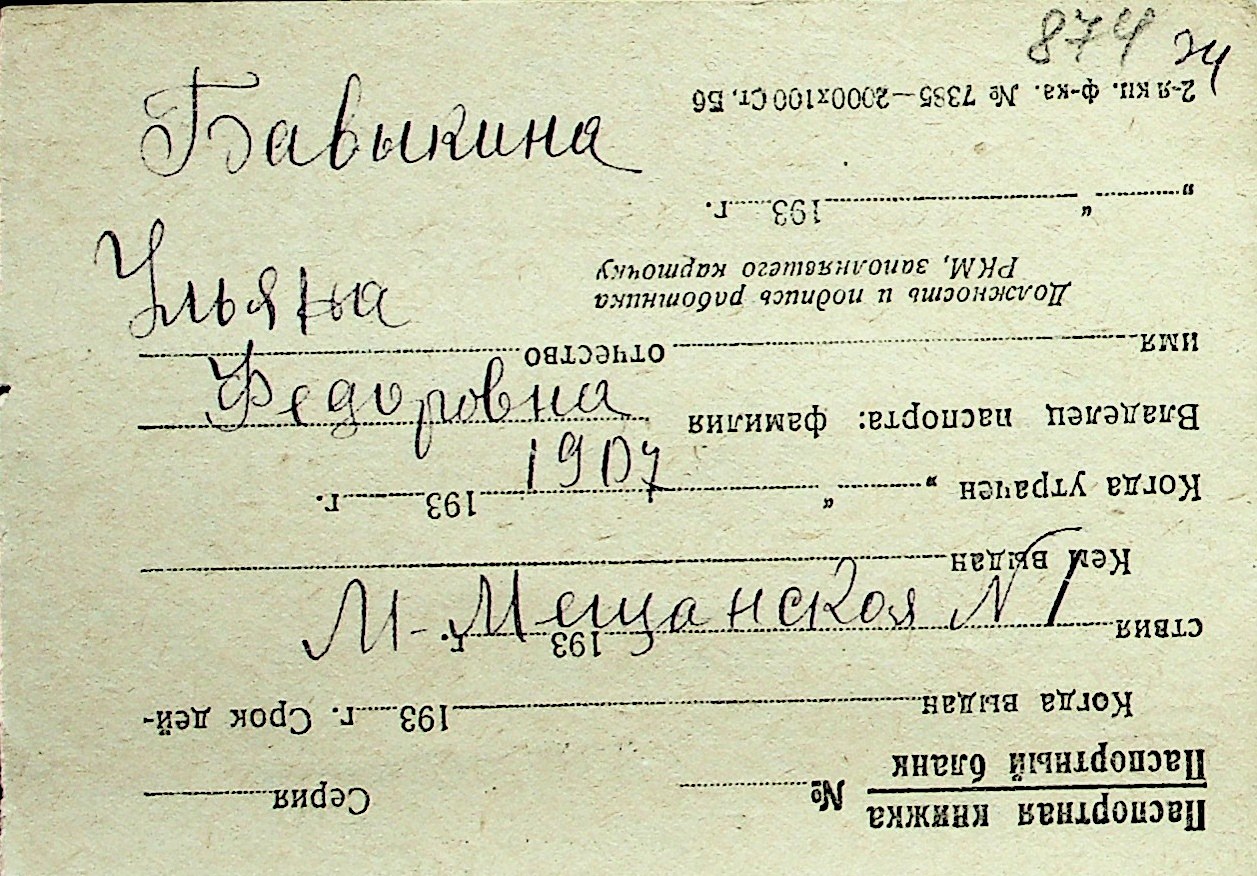 874 74
Бавыкина
Ульяна
Федоровна
1907
М-Мещанская N 1
Паспортная книжка
Паспортный бланк
№ Серия
Когда выдан 193 г. Срок дей-
ствия 193 г.
Кем выдан
Когда утрачен „ “ 193 г.
Владелец паспорта: фамилия
имя отчество
Должность и подпись работника
РКМ, заполнявшего карточку
„ “ 193 г.
2-я кн. ф-ка. № 7385—2000х100 Ст. Б6